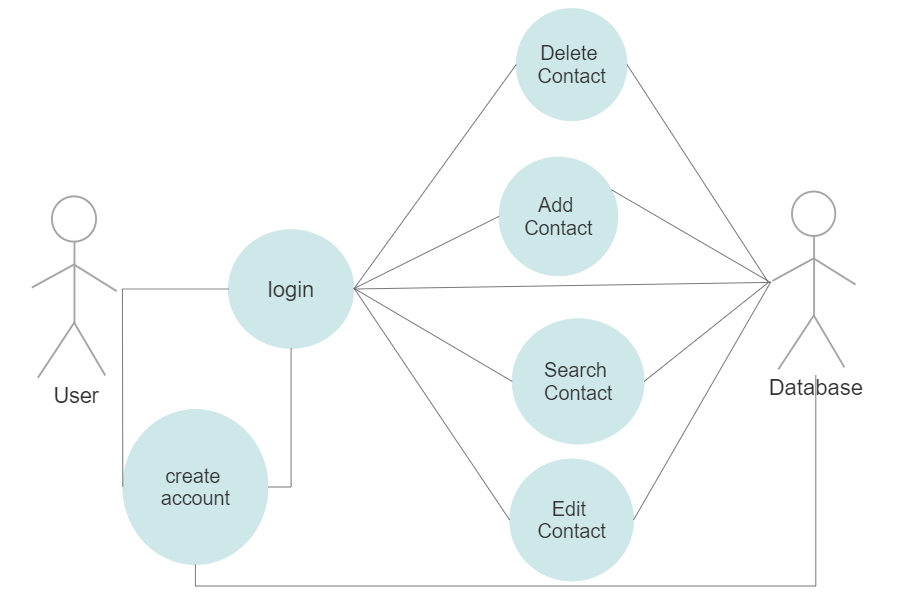 Delete
Contact
Add
Contact
login
User
Search
Contact
Database
create
account
Edit
Contact